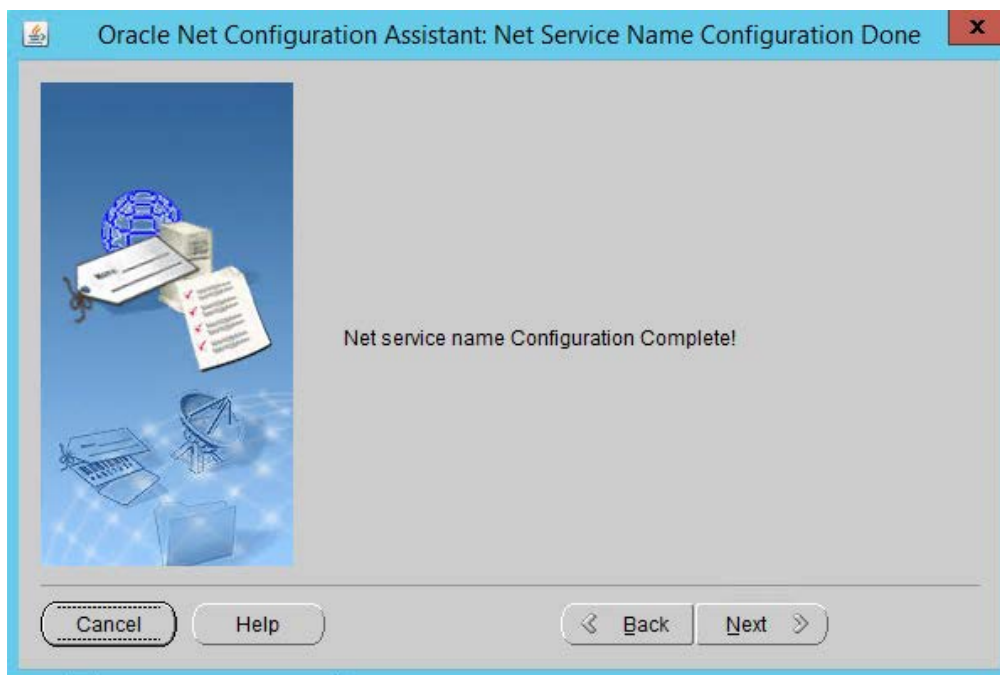 Oracle Net Configuration Assistant: Net Service Name Configuration Done
Net service name Configuration Complete!
Cancel
Help
Back
Next